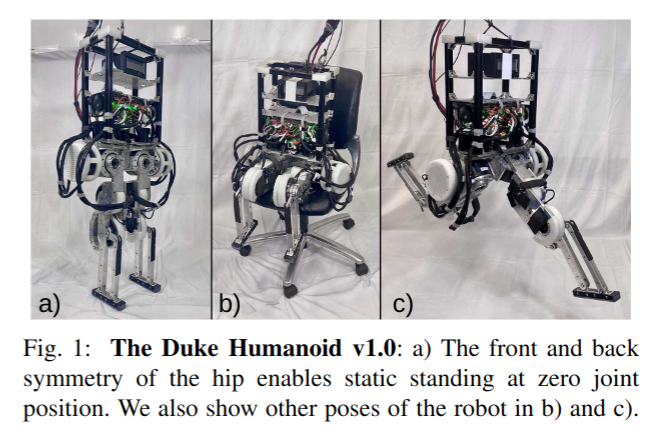 a) b) c)
Fig. 1: The Duke Humanoid v1.0: a) The front and back
symmetry of the hip enables static standing at zero joint
position. We also show other poses of the robot in b) and c).